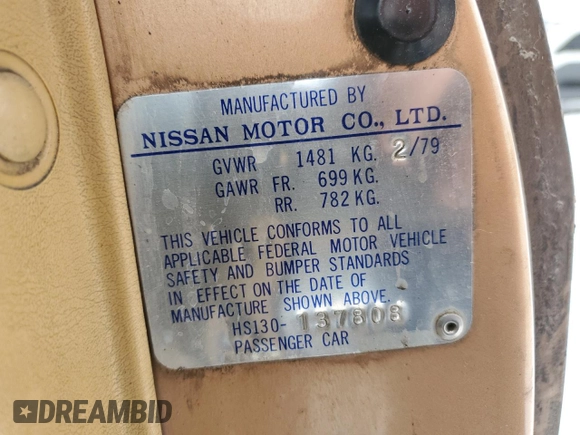 MANUFACTURED BY
NISSAN MOTOR CO., LTD.
GVWR 1481 KG. 2/79
GAWR FR. 699 KG.
RR. 782 KG.
THIS VEHICLE CONFORMS TO ALL
APPLICABLE FEDERAL MOTOR VEHICLE
SAFETY AND BUMPER STANDARDS
IN EFFECT ON THE DATE OF
MANUFACTURE SHOWN ABOVE.
HS130-137808
PASSENGER CAR
DREAMBID